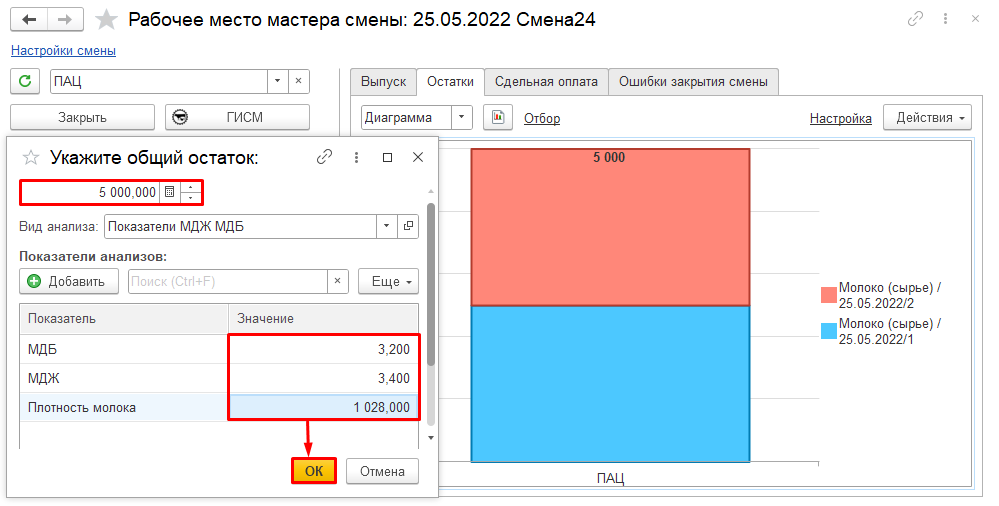 Рабочее место мастера смены: 25.05.2022 Смена24
Настройки смены
ПАЦ
Закрыть
ГИСМ
Выпуск
Остатки
Сдельная оплата
Ошибки закрытия смены
Диаграмма
Отбор
Настройка
Действия
Укажите общий остаток:
5 000,000
Вид анализа:
Показатели МДЖ МДБ
Показатели анализов:
Добавить
Поиск (Ctrl+F)
Еще
Показатель
Значение
МДБ
3,200
МДЖ
3,400
Плотность молока
1 028,000
ОК
Отмена
5 000
ПАЦ
Молоко (сырье) /
25.05.2022/2
Молоко (сырье) /
25.05.2022/1